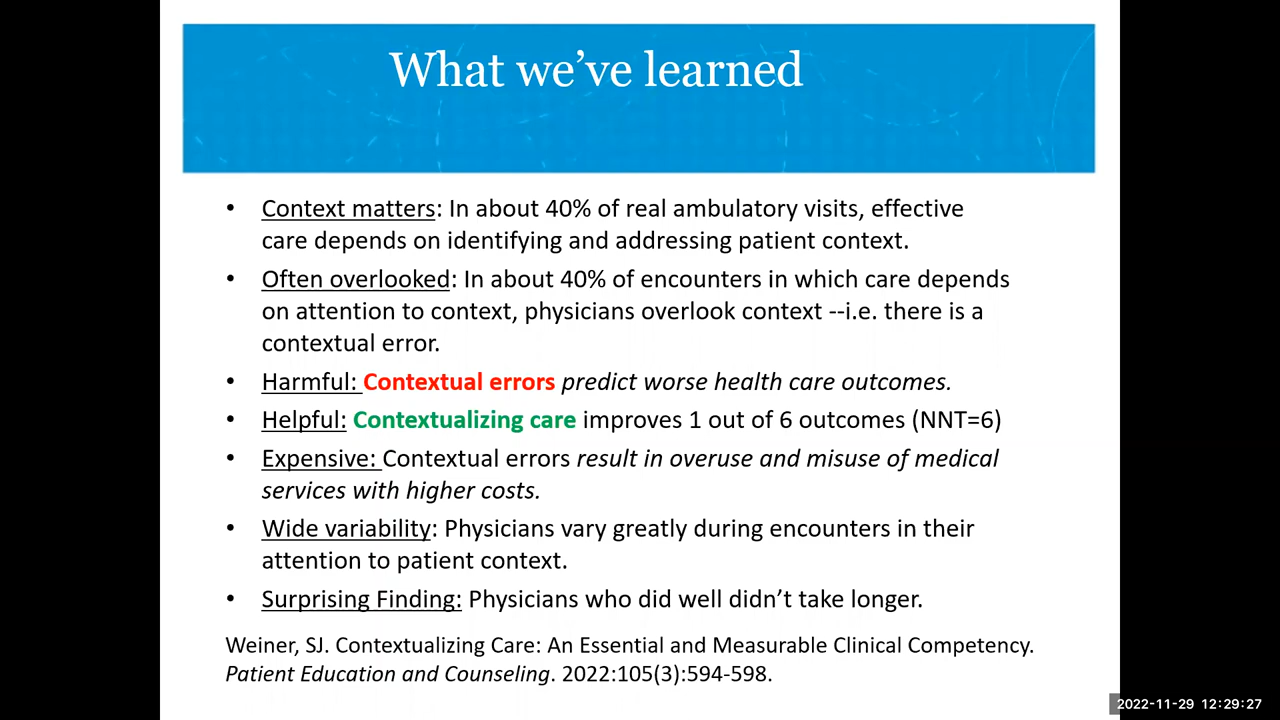 What we’ve learned
• Context matters: In about 40% of real ambulatory visits, effective
care depends on identifying and addressing patient context.
• Often overlooked: In about 40% of encounters in which care depends
on attention to context, physicians overlook context --i.e. there is a
contextual error.
• Harmful: Contextual errors predict worse health care outcomes.
• Helpful: Contextualizing care improves 1 out of 6 outcomes (NNT=6)
• Expensive: Contextual errors result in overuse and misuse of medical
services with higher costs.
• Wide variability: Physicians vary greatly during encounters in their
attention to patient context.
• Surprising Finding: Physicians who did well didn’t take longer.
Weiner, SJ. Contextualizing Care: An Essential and Measurable Clinical Competency.
Patient Education and Counseling. 2022:105(3):594-598.
2022-11-29 12:29:27